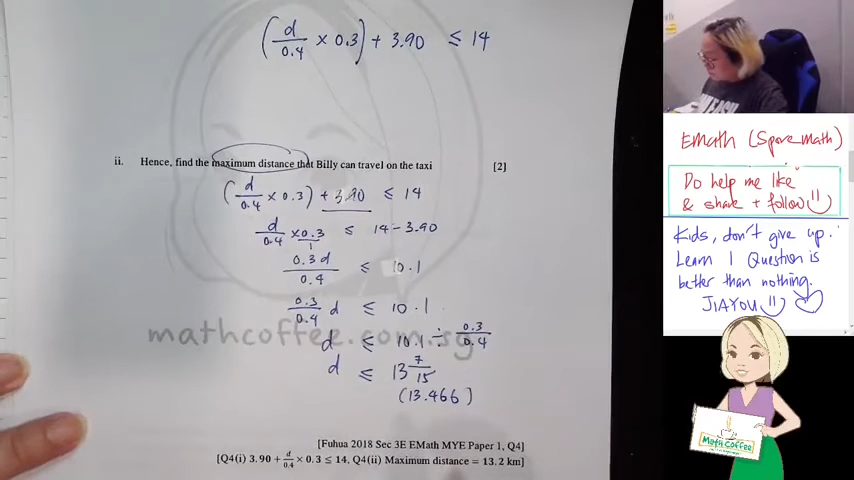 (d/0.4 × 0.3) + 3.90 ≤ 14
ii. Hence, find the maximum distance that Billy can travel on the taxi [2]
(d/0.4 × 0.3) + 3.90 ≤ 14
d/0.4 × 0.3/1 ≤ 14 - 3.90
0.3d/0.4 ≤ 10.1
0.3/0.4 d ≤ 10.1
d ≤ 10.1 ÷ 0.3/0.4
d ≤ 13 7/15
(13.466)
mathcoffee.com.sg
[Fuhua 2018 Sec 3E EMath MYE Paper 1, Q4]
[Q4(i) 3.90 + d/0.4 × 0.3 ≤ 14, Q4(ii) Maximum distance = 13.2 km]
EMath (Spore math)
Do help me like
& share + follow
Kids, don't give up.
Learn 1 Question is
better than nothing.
JIAYOU
Math Coffee